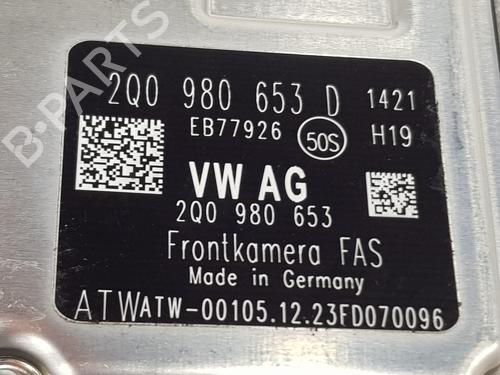 B-PARTS
2Q0 980 653 D 1421
EB77926 50S H19
VW AG
2Q0 980 653
Frontkamera FAS
Made in Germany
ATWATW-00105.12.23FD070096